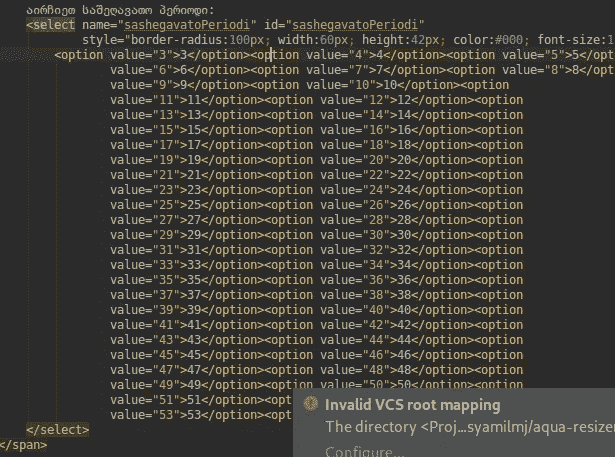 აირჩიეთ საშეღავათო პერიოდი:
<select name="sashegavatoPeriodi" id="sashegavatoPeriodi"
style="border-radius:100px; width:60px; height:42px; color:#000; font-size:1
<option value="3">3</option><option value="4">4</option><option value="5">5</opt
value="6">6</option><option value="7">7</option><option value="8">8</opt
value="9">9</option><option value="10">10</option><option
value="11">11</option><option value="12">12</option><option
value="13">13</option><option value="14">14</option><option
value="15">15</option><option value="16">16</option><option
value="17">17</option><option value="18">18</option><option
value="19">19</option><option value="20">20</option><option
value="21">21</option><option value="22">22</option><option
value="23">23</option><option value="24">24</option><option
value="25">25</option><option value="26">26</option><option
value="27">27</option><option value="28">28</option><option
value="29">29</option><option value="30">30</option><option
value="31">31</option><option value="32">32</option><option
value="33">33</option><option value="34">34</option><option
value="35">35</option><option value="36">36</option><option
value="37">37</option><option value="38">38</option><option
value="39">39</option><option value="40">40</option><option
value="41">41</option><option value="42">42</option><option
value="43">43</option><option value="44">44</option><option
value="45">45</option><option value="46">46</option><option
value="47">47</option><option value="48">48</option><option
value="49">49</option><option value="50">50</option><option
value="51">51</option><opt
value="53">53</option><opt
</select>
</span>
Invalid VCS root mapping
The directory <Proj...syamilmj/aqua-resizer
Configure...